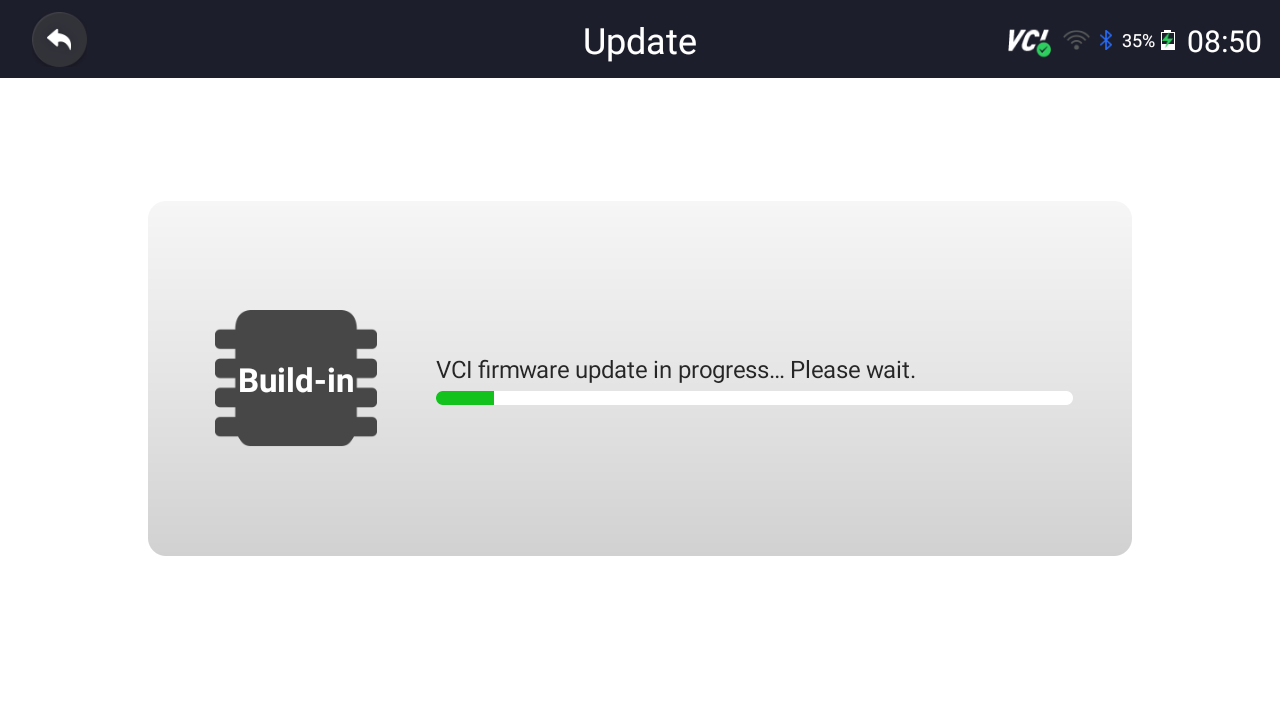 Update
VCI 35% 08:50
Build-in
VCI firmware update in progress... Please wait.